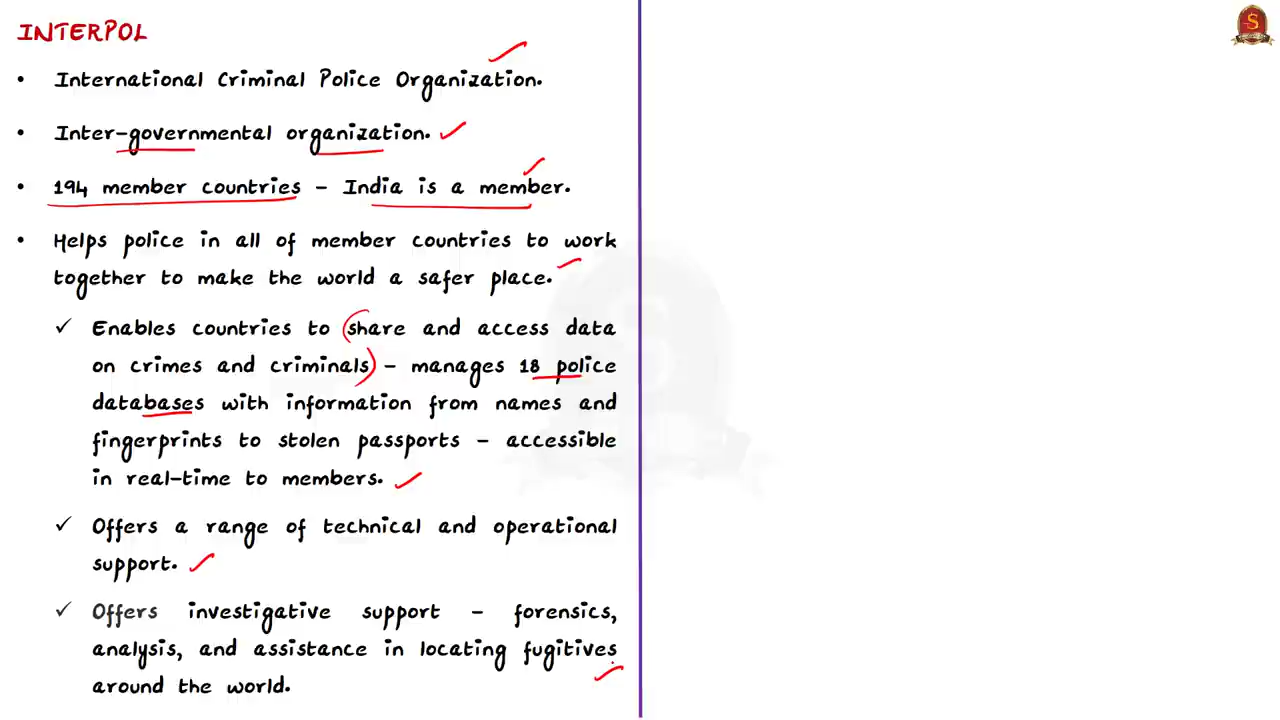 INTERPOL
• International Criminal Police Organization.
• Inter-governmental organization.
• 194 member countries – India is a member.
• Helps police in all of member countries to work
together to make the world a safer place.
✓ Enables countries to share and access data
on crimes and criminals – manages 18 police
databases with information from names and
fingerprints to stolen passports – accessible
in real-time to members.
✓ Offers a range of technical and operational
support.
✓ Offers investigative support – forensics,
analysis, and assistance in locating fugitives
around the world.
S